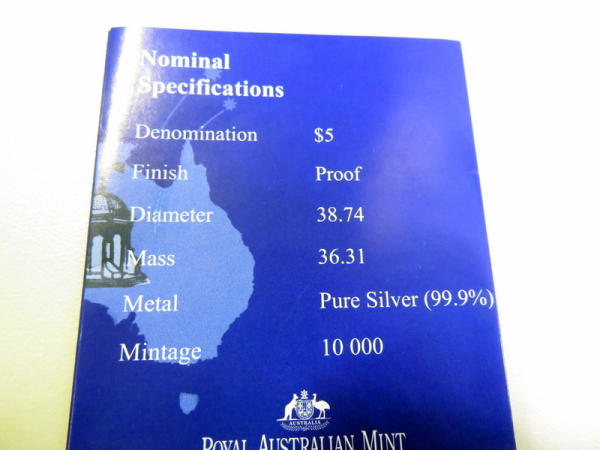 Nominal
Specifications
Denomination $5
Finish Proof
Diameter 38.74
Mass 36.31
Metal Pure Silver (99.9%)
Mintage 10 000
AUSTRALIA
ROYAL AUSTRALIAN MINT